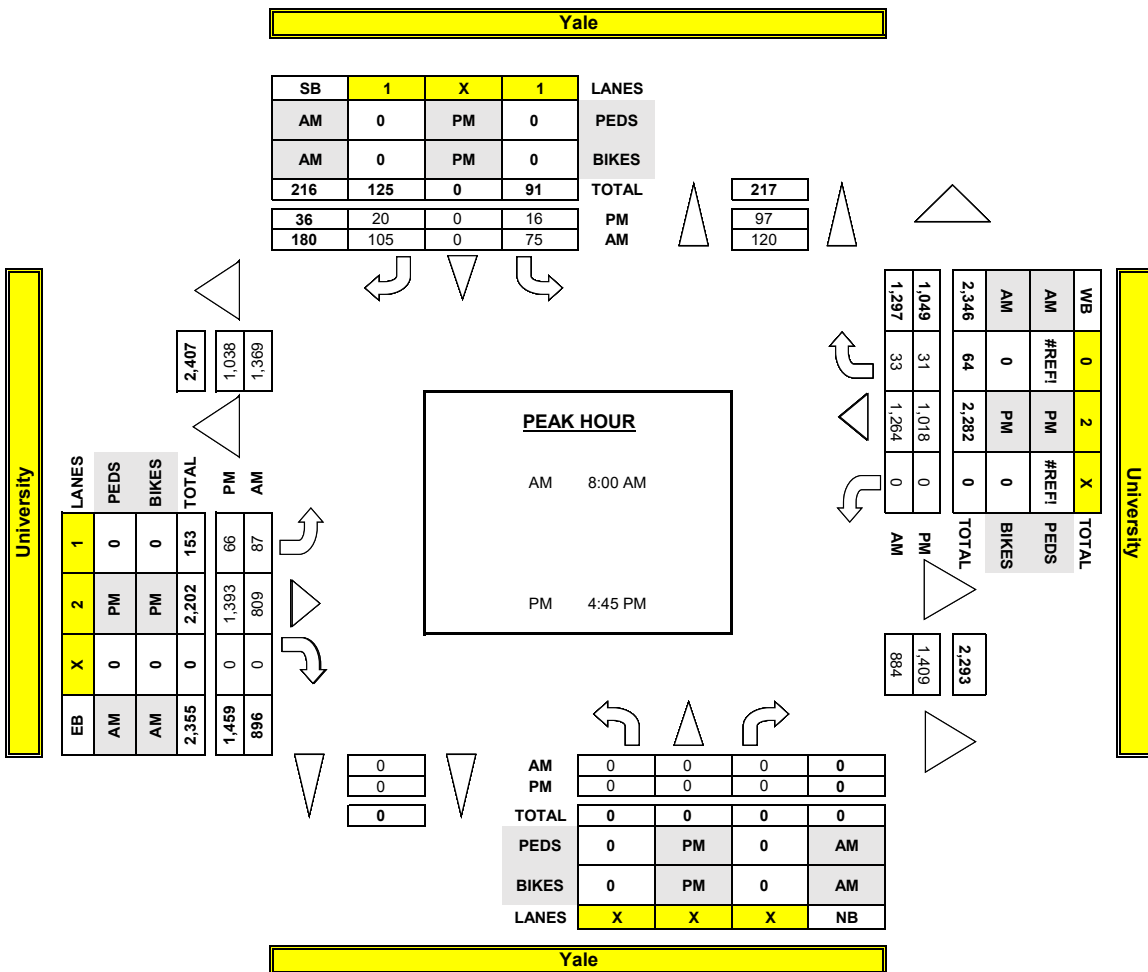 Yale
SB 1 X 1 LANES
AM 0 PM 0 PEDS
AM 0 PM 0 BIKES
216 125 0 91 TOTAL
36 20 0 16 PM
180 105 0 75 AM
217
97
120
University
2,407
1,038
1,369
WB 0 2 X TOTAL
AM #REF! PM #REF! PEDS
AM 0 PM 0 BIKES
2,346 64 2,282 0 TOTAL
1,049 31 1,018 0 PM
1,297 33 1,264 0 AM
University
PEAK HOUR
AM 8:00 AM
PM 4:45 PM
LANES 1 2 X EB
PEDS 0 PM 0 AM
BIKES 0 PM 0 AM
TOTAL 153 2,202 0 2,355
PM 66 1,393 0 1,459
AM 87 809 0 896
2,293
1,409
884
0
0
0
AM 0 0 0 0
PM 0 0 0 0
TOTAL 0 0 0 0
PEDS 0 PM 0 AM
BIKES 0 PM 0 AM
LANES X X X NB
Yale